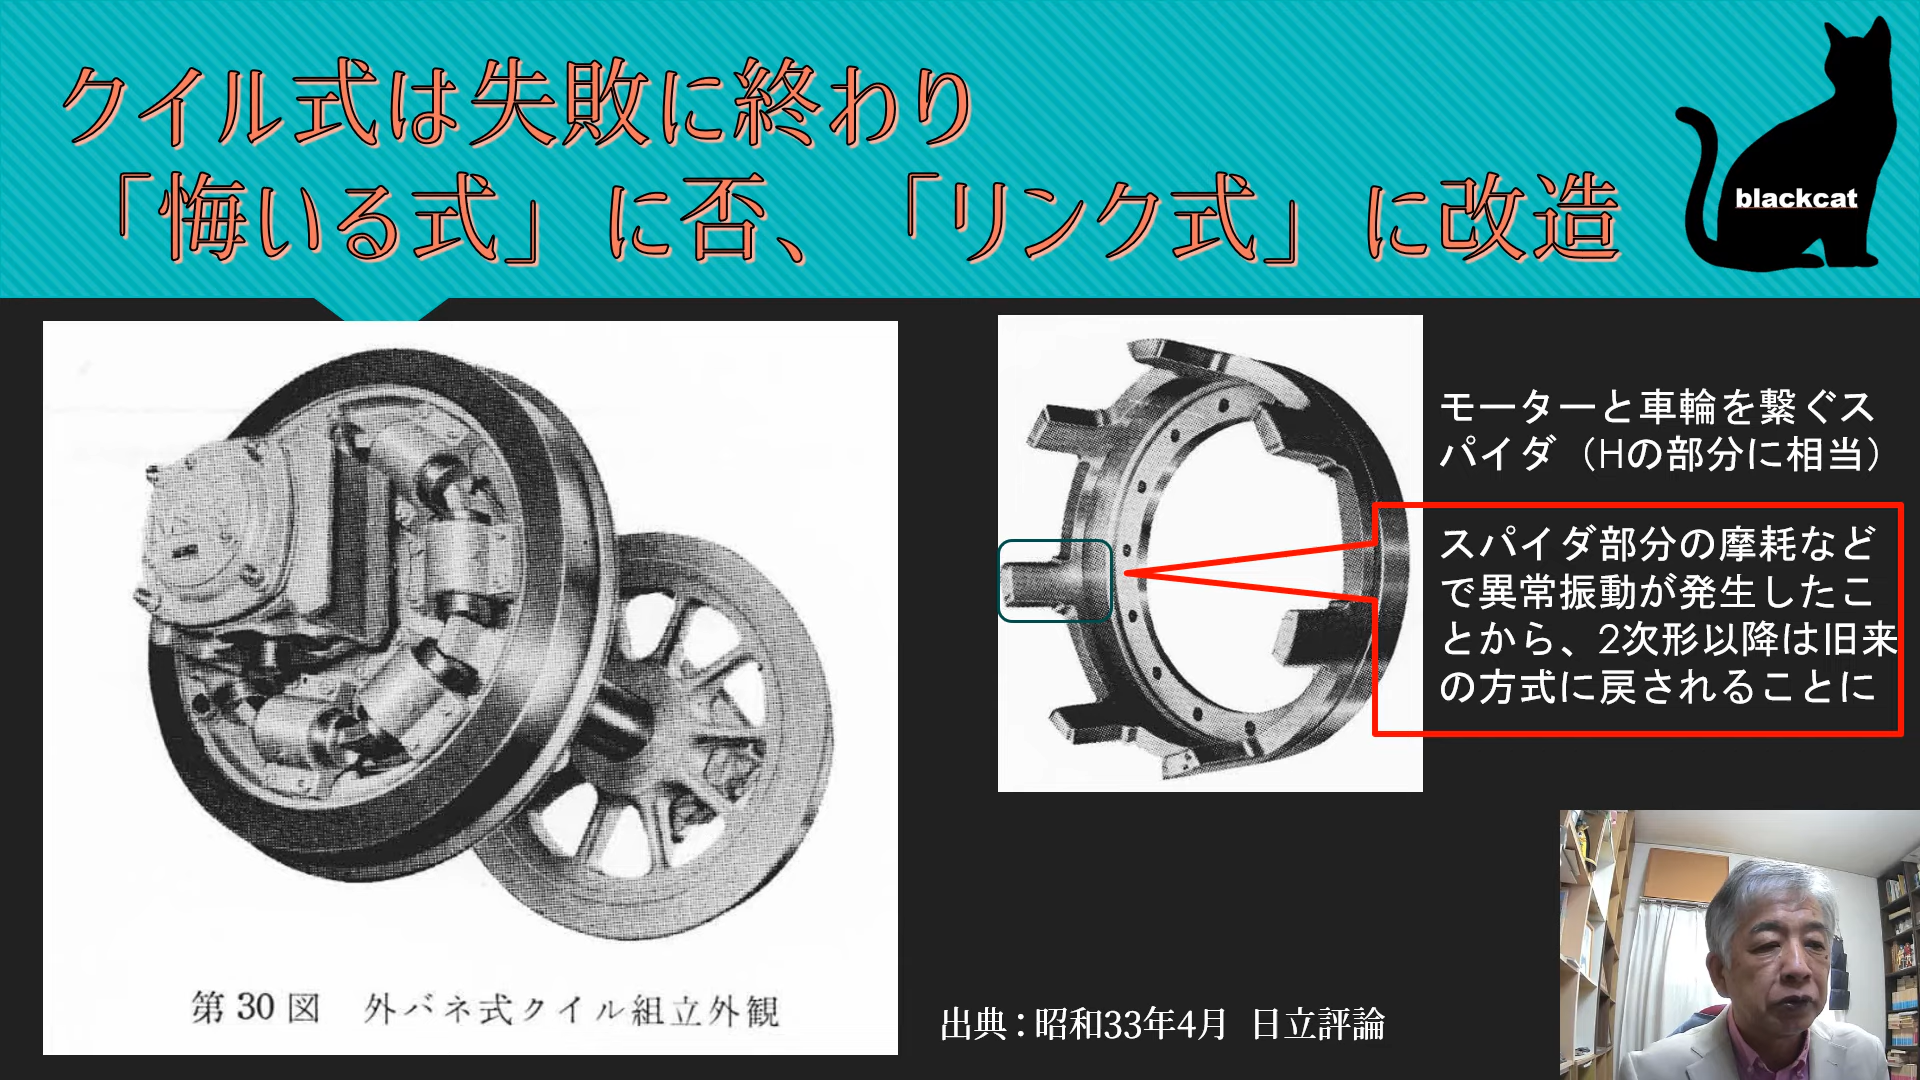 クイル式は失敗に終わり
「悔いる式」に否、「リンク式」に改造
blackcat
モーターと車輪を繋ぐス
パイダ（Hの部分に相当）
スパイダ部分の摩耗など
で異常振動が発生したこ
とから、2次形以降は旧来
の方式に戻されることに
第 30 図　外バネ式クイル組立外観
出典：昭和33年4月 日立評論